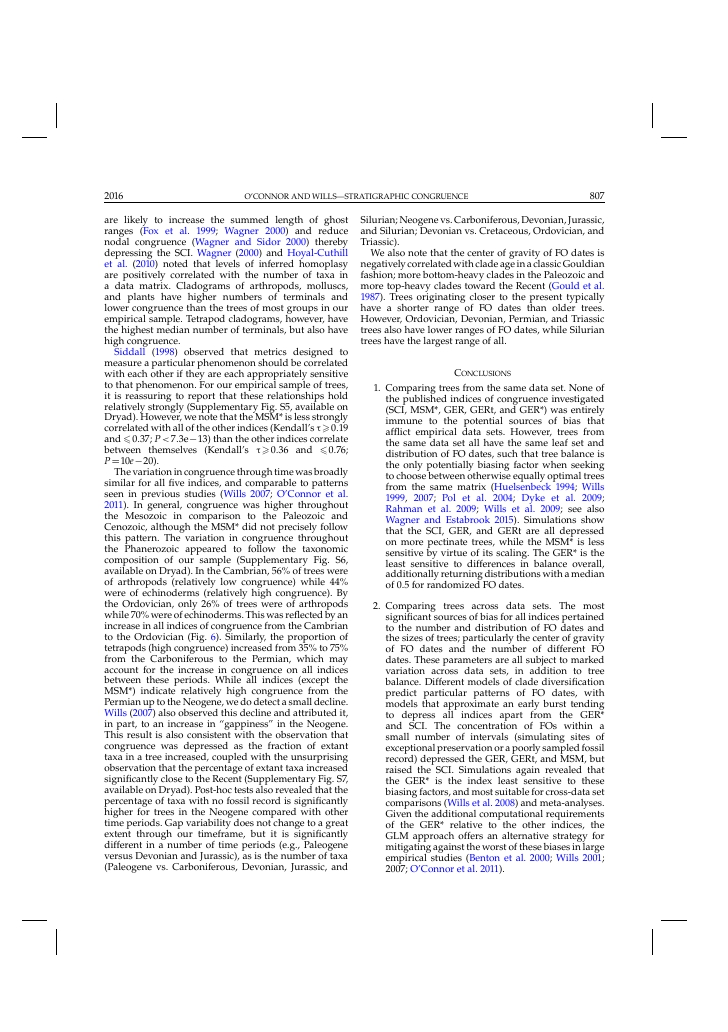 2016
O'CONNOR AND WILLS—STRATIGRAPHIC CONGRUENCE
807
are likely to increase the summed length of ghost
ranges (Fox et al. 1999; Wagner 2000) and reduce
nodal congruence (Wagner and Sidor 2000) thereby
depressing the SCI. Wagner (2000) and Hoyal-Cuthill
et al. (2010) noted that levels of inferred homoplasy
are positively correlated with the number of taxa in
a data matrix. Cladograms of arthropods, molluscs,
and plants have higher numbers of terminals and
lower congruence than the trees of most groups in our
empirical sample. Tetrapod cladograms, however, have
the highest median number of terminals, but also have
high congruence.
Siddall (1998) observed that metrics designed to
measure a particular phenomenon should be correlated
with each other if they are each appropriately sensitive
to that phenomenon. For our empirical sample of trees,
it is reassuring to report that these relationships hold
relatively strongly (Supplementary Fig. S5, available on
Dryad). However, we note that the MSM* is less strongly
correlated with all of the other indices (Kendall's τ⩾0.19
and ⩽0.37; P<7.3e−13) than the other indices correlate
between themselves (Kendall's τ⩾0.36 and ⩽0.76;
P=10e−20).
The variation in congruence through time was broadly
similar for all five indices, and comparable to patterns
seen in previous studies (Wills 2007; O'Connor et al.
2011). In general, congruence was higher throughout
the Mesozoic in comparison to the Paleozoic and
Cenozoic, although the MSM* did not precisely follow
this pattern. The variation in congruence throughout
the Phanerozoic appeared to follow the taxonomic
composition of our sample (Supplementary Fig. S6,
available on Dryad). In the Cambrian, 56% of trees were
of arthropods (relatively low congruence) while 44%
were of echinoderms (relatively high congruence). By
the Ordovician, only 26% of trees were of arthropods
while 70% were of echinoderms. This was reflected by an
increase in all indices of congruence from the Cambrian
to the Ordovician (Fig. 6). Similarly, the proportion of
tetrapods (high congruence) increased from 35% to 75%
from the Carboniferous to the Permian, which may
account for the increase in congruence on all indices
between these periods. While all indices (except the
MSM*) indicate relatively high congruence from the
Permian up to the Neogene, we do detect a small decline.
Wills (2007) also observed this decline and attributed it,
in part, to an increase in "gappiness" in the Neogene.
This result is also consistent with the observation that
congruence was depressed as the fraction of extant
taxa in a tree increased, coupled with the unsurprising
observation that the percentage of extant taxa increased
significantly close to the Recent (Supplementary Fig. S7,
available on Dryad). Post-hoc tests also revealed that the
percentage of taxa with no fossil record is significantly
higher for trees in the Neogene compared with other
time periods. Gap variability does not change to a great
extent through our timeframe, but it is significantly
different in a number of time periods (e.g., Paleogene
versus Devonian and Jurassic), as is the number of taxa
(Paleogene vs. Carboniferous, Devonian, Jurassic, and
Silurian; Neogene vs. Carboniferous, Devonian, Jurassic,
and Silurian; Devonian vs. Cretaceous, Ordovician, and
Triassic).
We also note that the center of gravity of FO dates is
negatively correlated with clade age in a classic Gouldian
fashion; more bottom-heavy clades in the Paleozoic and
more top-heavy clades toward the Recent (Gould et al.
1987). Trees originating closer to the present typically
have a shorter range of FO dates than older trees.
However, Ordovician, Devonian, Permian, and Triassic
trees also have lower ranges of FO dates, while Silurian
trees have the largest range of all.
CONCLUSIONS
1. Comparing trees from the same data set. None of
the published indices of congruence investigated
(SCI, MSM*, GER, GERt, and GER*) was entirely
immune to the potential sources of bias that
afflict empirical data sets. However, trees from
the same data set all have the same leaf set and
distribution of FO dates, such that tree balance is
the only potentially biasing factor when seeking
to choose between otherwise equally optimal trees
from the same matrix (Huelsenbeck 1994; Wills
1999, 2007; Pol et al. 2004; Dyke et al. 2009;
Rahman et al. 2009; Wills et al. 2009; see also
Wagner and Estabrook 2015). Simulations show
that the SCI, GER, and GERt are all depressed
on more pectinate trees, while the MSM* is less
sensitive by virtue of its scaling. The GER* is the
least sensitive to differences in balance overall,
additionally returning distributions with a median
of 0.5 for randomized FO dates.
2. Comparing trees across data sets. The most
significant sources of bias for all indices pertained
to the number and distribution of FO dates and
the sizes of trees; particularly the center of gravity
of FO dates and the number of different FO
dates. These parameters are all subject to marked
variation across data sets, in addition to tree
balance. Different models of clade diversification
predict particular patterns of FO dates, with
models that approximate an early burst tending
to depress all indices apart from the GER*
and SCI. The concentration of FOs within a
small number of intervals (simulating sites of
exceptional preservation or a poorly sampled fossil
record) depressed the GER, GERt, and MSM, but
raised the SCI. Simulations again revealed that
the GER* is the index least sensitive to these
biasing factors, and most suitable for cross-data set
comparisons (Wills et al. 2008) and meta-analyses.
Given the additional computational requirements
of the GER* relative to the other indices, the
GLM approach offers an alternative strategy for
mitigating against the worst of these biases in large
empirical studies (Benton et al. 2000; Wills 2001;
2007; O'Connor et al. 2011).